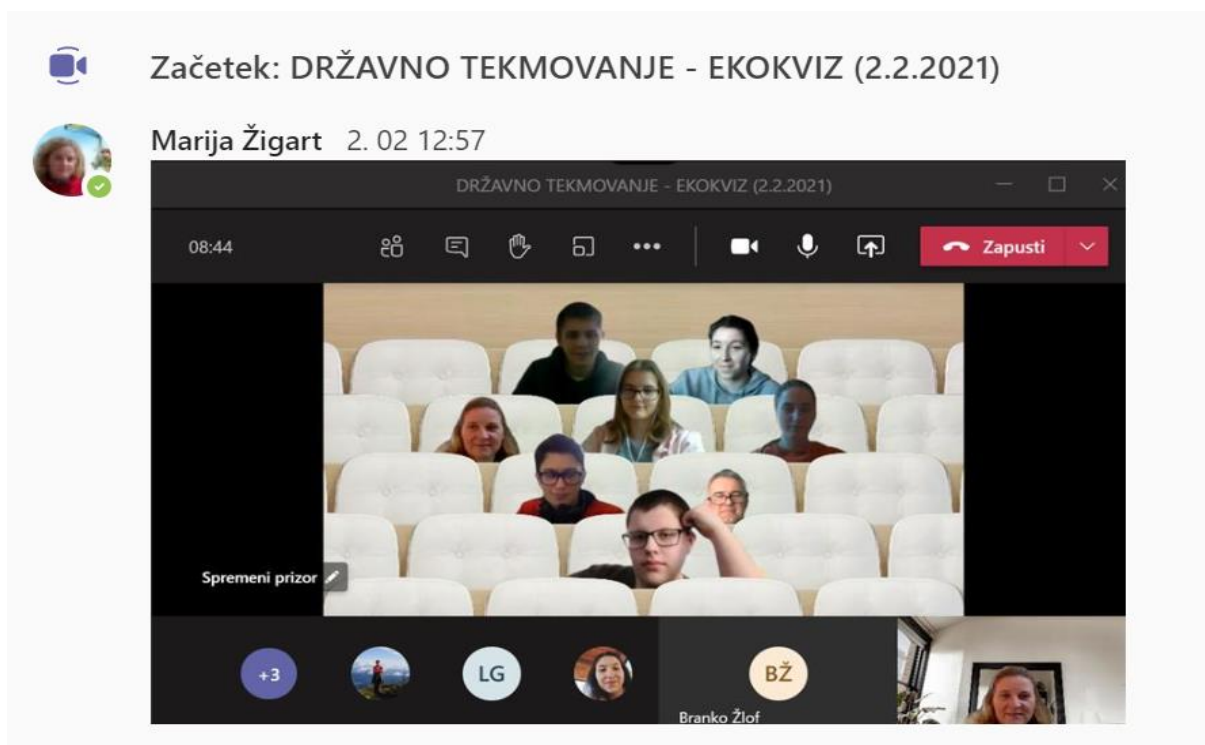 Začetek: DRŽAVNO TEKMOVANJE - EKOKVIZ (2.2.2021)
Marija Žigart 2. 02 12:57
DRŽAVNO TEKMOVANJE - EKOKVIZ (2.2.2021)
08:44
Zapusti
Spremeni prizor
+3
LG
BŽ
Branko Žlof